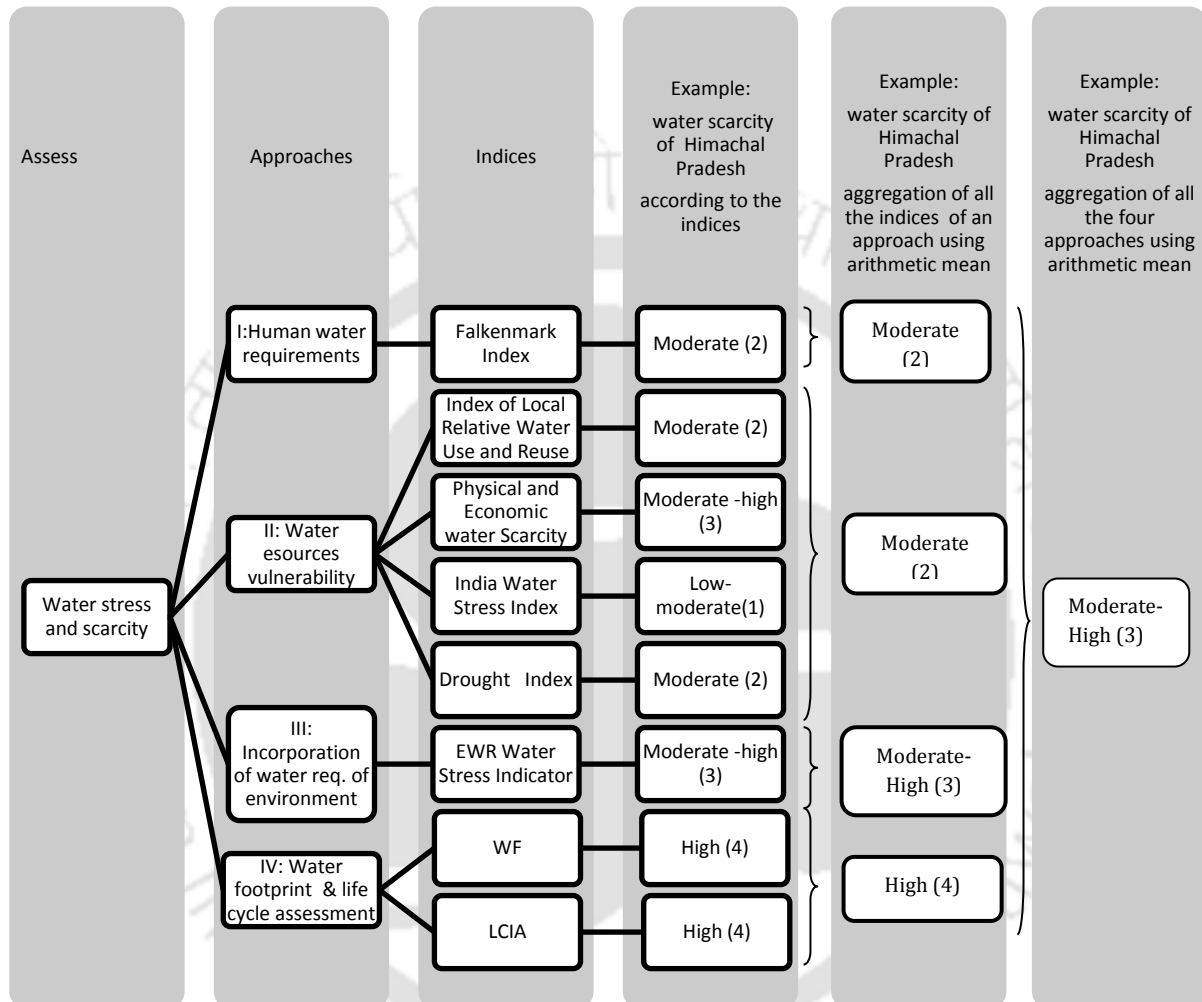 Assess
Approaches
Indices
Example:
water scarcity
of Himachal
Pradesh
according to the
indices
Example:
water scarcity of
Himachal
Pradesh
aggregation of all
the indices of an
approach using
arithmetic mean
Example:
water scarcity of
Himachal
Pradesh
aggregation of all
the four
approaches using
arithmetic mean
Water stress
and scarcity
I:Human water
requirements
Falkenmark
Index
Moderate (2)
Moderate
(2)
II: Water
esources
vulnerability
Index of Local
Relative Water
Use and Reuse
Moderate (2)
Physical and
Economic
water Scarcity
Moderate -high
(3)
India Water
Stress Index
Low-
moderate(1)
Drought Index
Moderate (2)
Moderate
(2)
III:
Incorporation
of water req. of
environment
EWR Water
Stress Indicator
Moderate -high
(3)
Moderate-
High (3)
IV: Water
footprint & life
cycle assessment
WF
High (4)
LCIA
High (4)
High (4)
Moderate-
High (3)